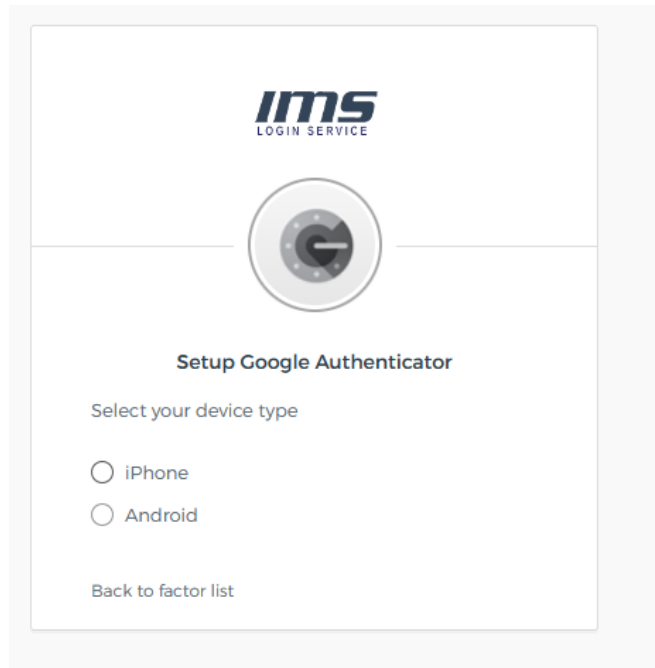 ims
LOGIN SERVICE
Setup Google Authenticator
Select your device type
iPhone
Android
Back to factor list